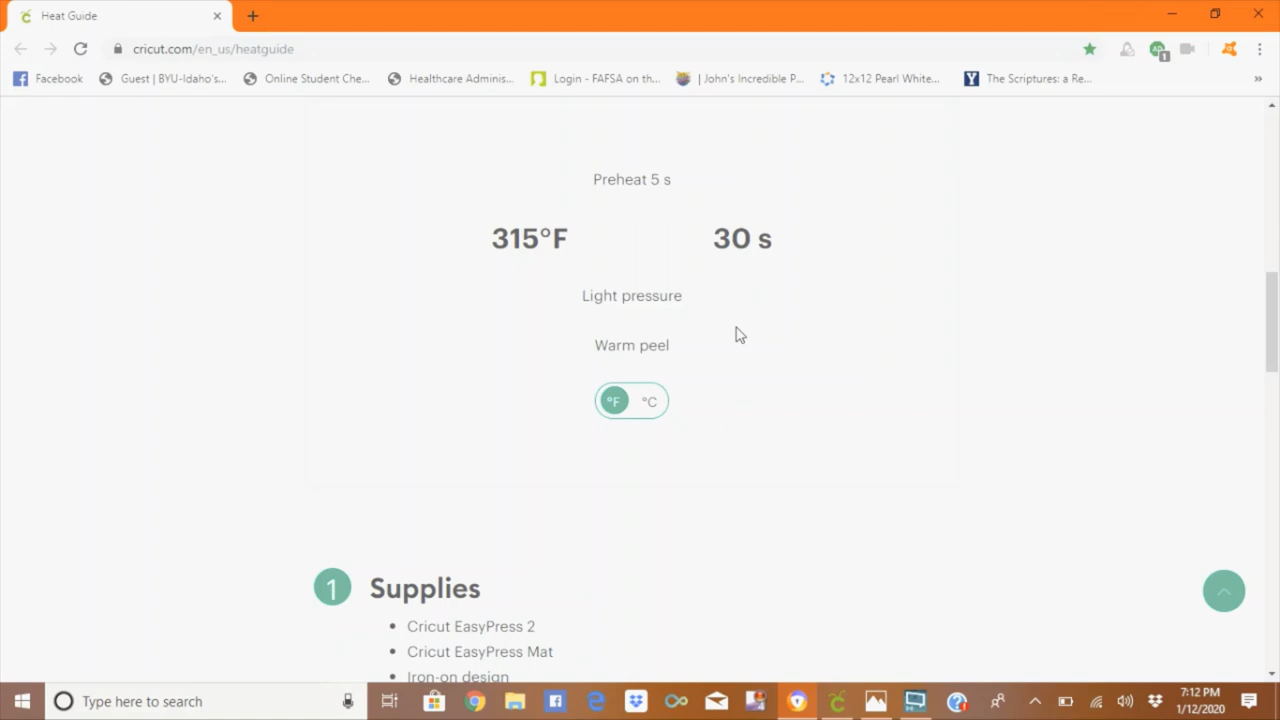 Heat Guide
cricut.com/en_us/heatguide
Facebook
Guest | BYU-Idaho's...
Online Student Che...
Healthcare Adminis...
Login - FAFSA on th...
| John's Incredible P...
12x12 Pearl White...
The Scriptures: a Re...
»
Preheat 5 s
315°F 30 s
Light pressure
Warm peel
°F °C
1 Supplies
• Cricut EasyPress 2
• Cricut EasyPress Mat
• Iron-on design
Type here to search
7:12 PM
1/12/2020